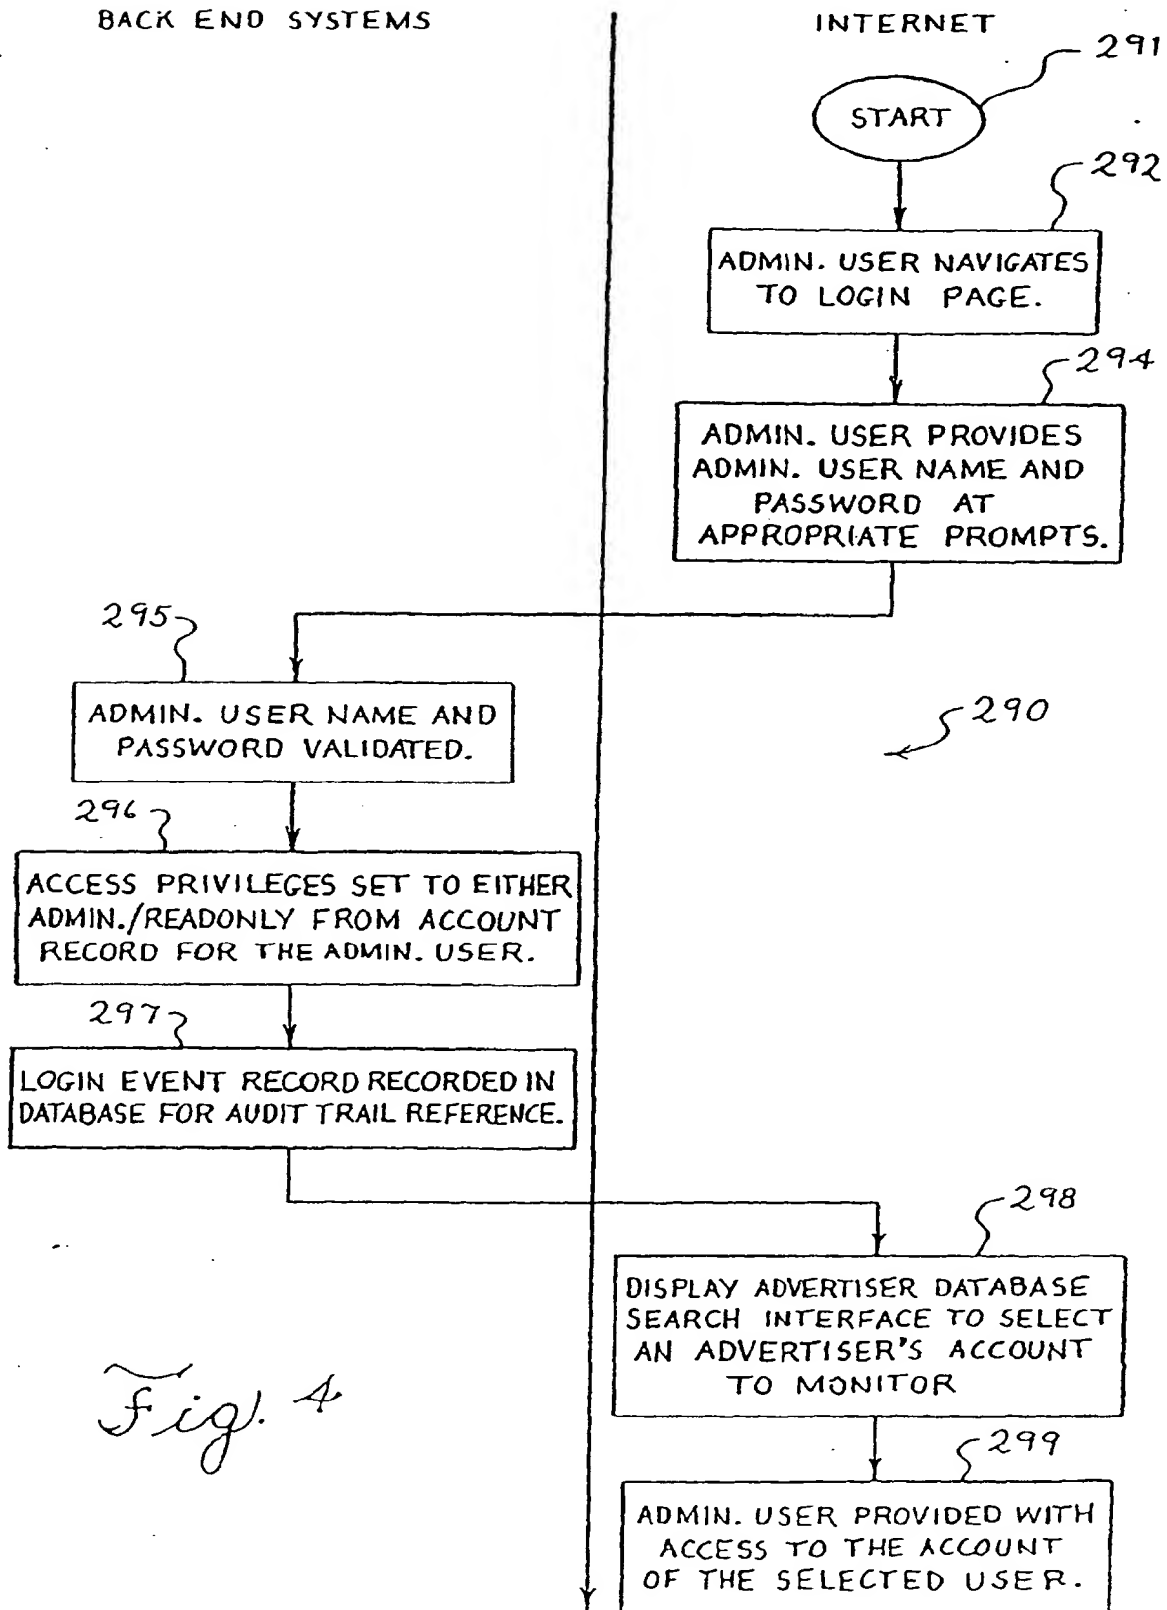 BACK END SYSTEMS
INTERNET
291
START
292
ADMIN. USER NAVIGATES
TO LOGIN PAGE.
294
ADMIN. USER PROVIDES
ADMIN. USER NAME AND
PASSWORD AT
APPROPRIATE PROMPTS.
295
ADMIN. USER NAME AND
PASSWORD VALIDATED.
290
296
ACCESS PRIVILEGES SET TO EITHER
ADMIN./READONLY FROM ACCOUNT
RECORD FOR THE ADMIN. USER.
297
LOGIN EVENT RECORD RECORDED IN
DATABASE FOR AUDIT TRAIL REFERENCE.
298
DISPLAY ADVERTISER DATABASE
SEARCH INTERFACE TO SELECT
AN ADVERTISER'S ACCOUNT
TO MONITOR
Fig. 4
299
ADMIN. USER PROVIDED WITH
ACCESS TO THE ACCOUNT
OF THE SELECTED USER.